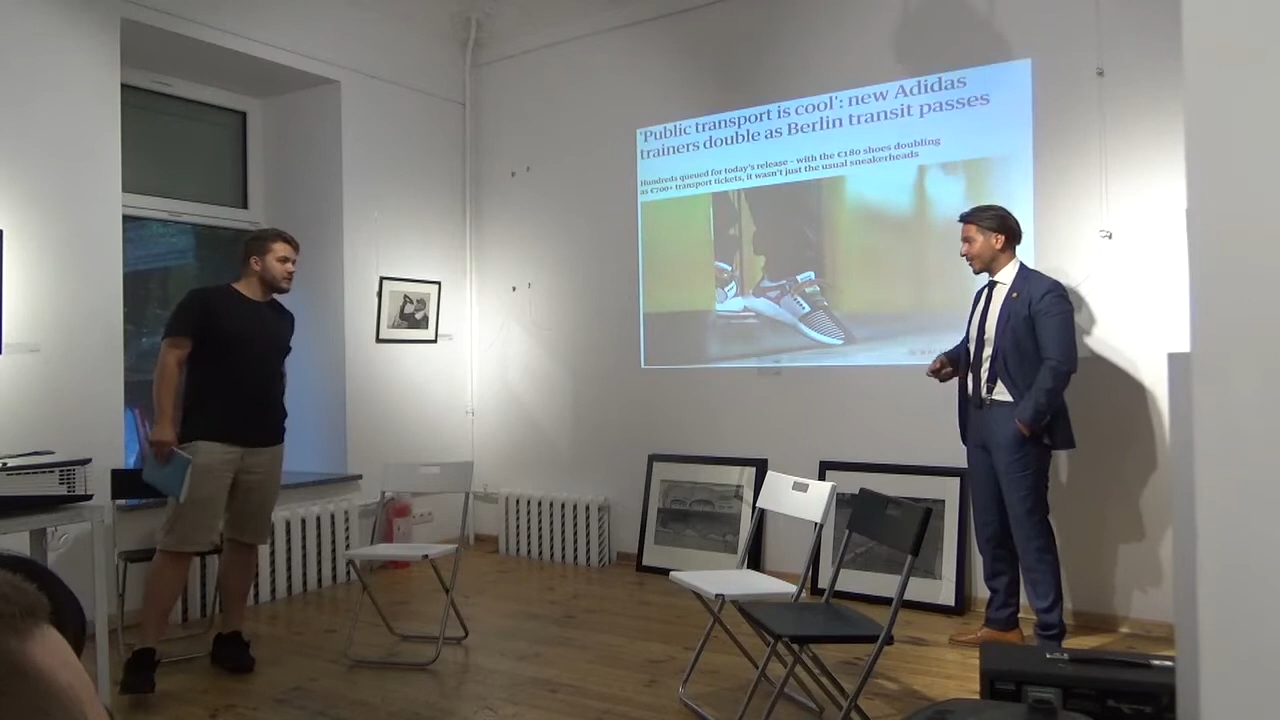 'Public transport is cool': new Adidas
trainers double as Berlin transit passes
Hundreds queued for today's release – with the €180 shoes doubling
as €700+ transport tickets, it wasn't just the usual sneakerheads